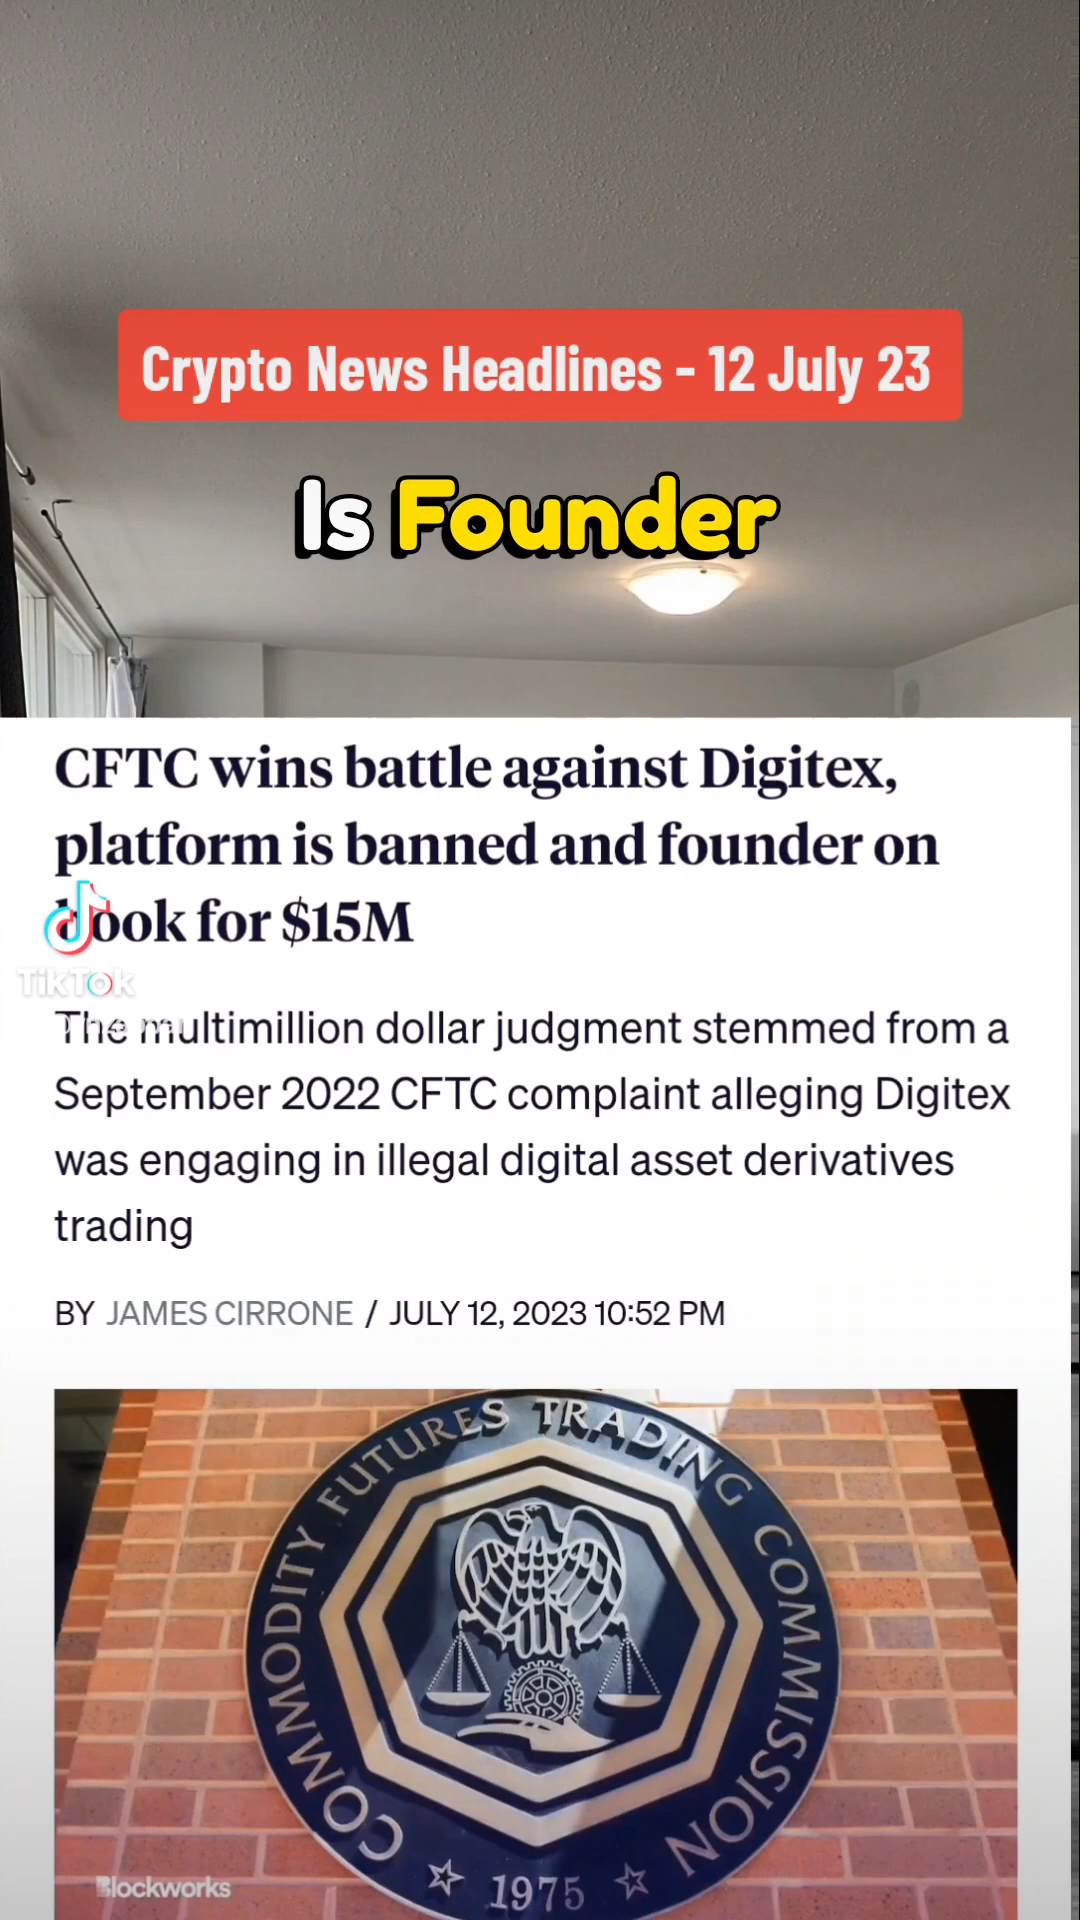 Crypto News Headlines - 12 July 23
Is Founder
CFTC wins battle against Digitex,
platform is banned and founder on
hook for $15M
TikTok
The multimillion dollar judgment stemmed from a
September 2022 CFTC complaint alleging Digitex
was engaging in illegal digital asset derivatives
trading
BY JAMES CIRRONE / JULY 12, 2023 10:52 PM
COMMODITY FUTURES TRADING COMMISSION
1975
Blockworks